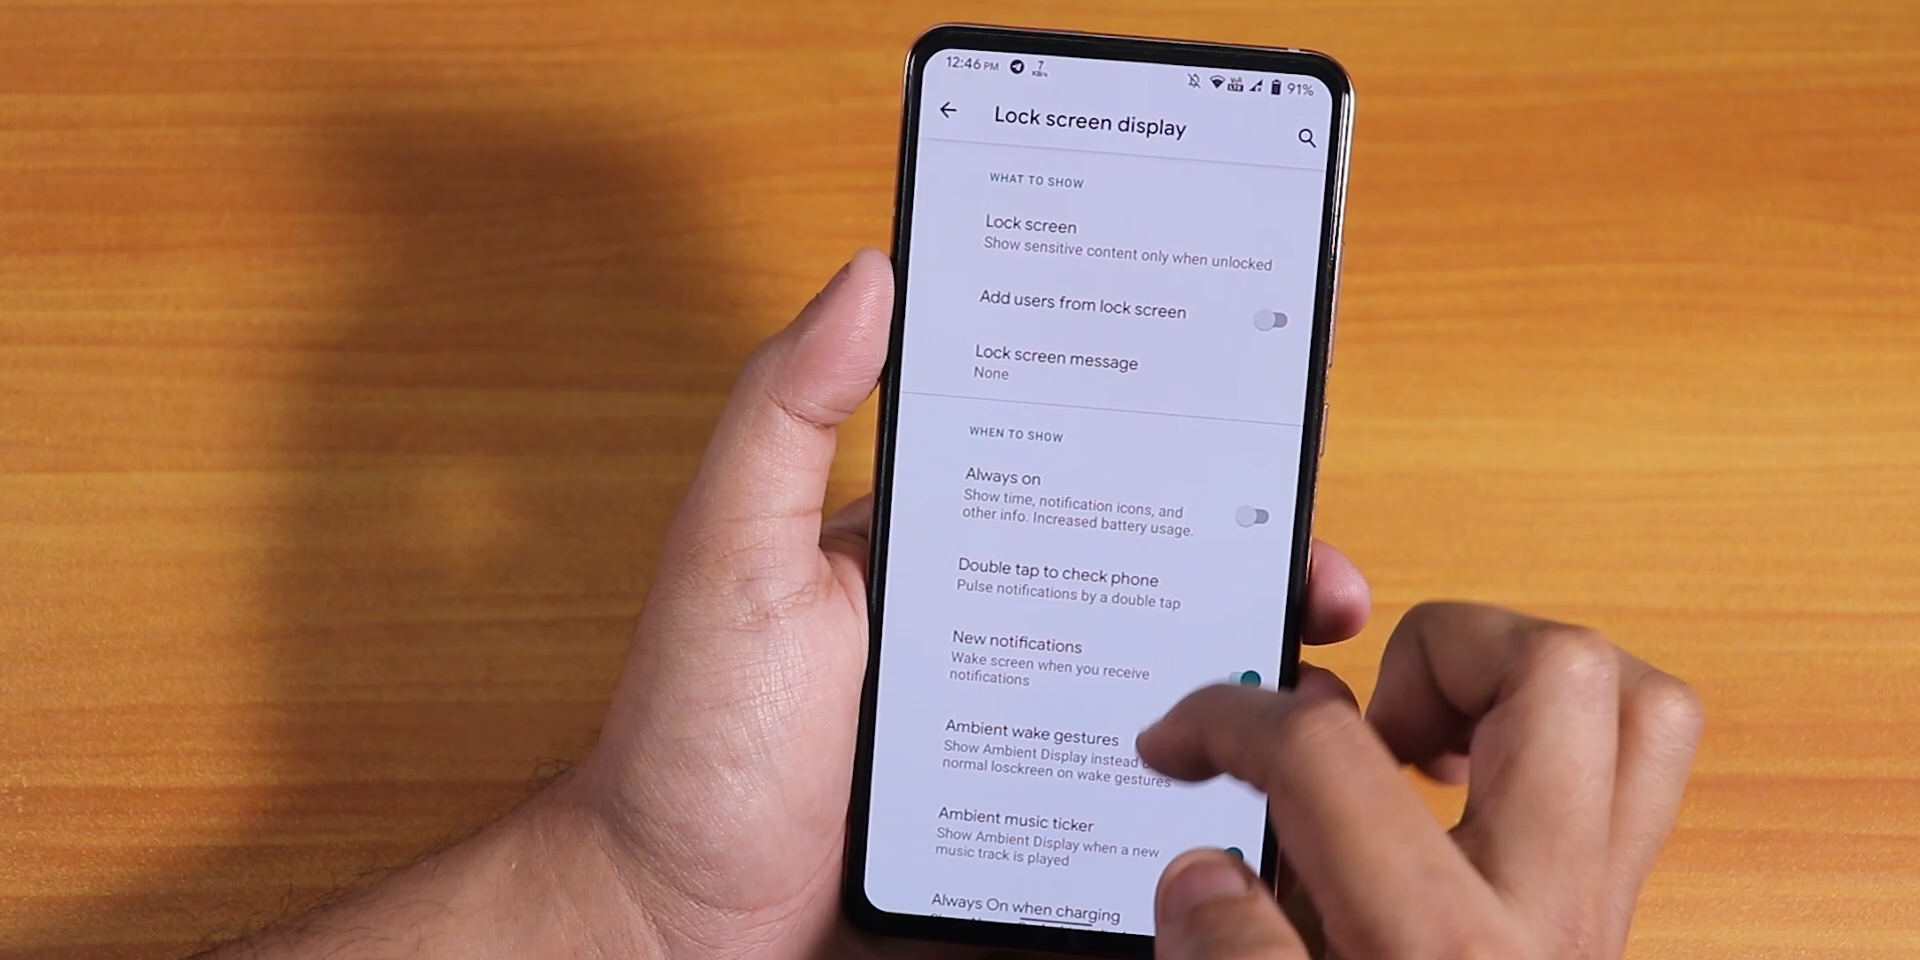 12:46 PM 7 KB/s 91%
Lock screen display
WHAT TO SHOW
Lock screen
Show sensitive content only when unlocked
Add users from lock screen
Lock screen message
None
WHEN TO SHOW
Always on
Show time, notification icons, and
other info. Increased battery usage.
Double tap to check phone
Pulse notifications by a double tap
New notifications
Wake screen when you receive
notifications
Ambient wake gestures
Show Ambient Display instead
normal losckreen on wake gestures
Ambient music ticker
Show Ambient Display when a new
music track is played
Always On when charging